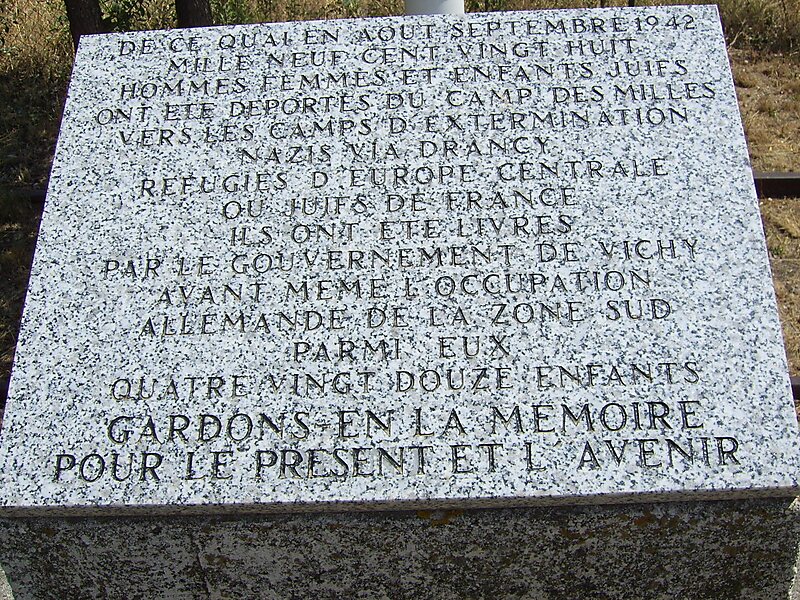 DE CE QUAI EN AOUT SEPTEMBRE 1942
MILLE NEUF CENT VINGT HUIT
HOMMES FEMMES ET ENFANTS JUIFS
ONT ETE DEPORTÉS DU CAMP DES MILLES
VERS LES CAMPS D'EXTERMINATION
NAZIS VIA DRANCY
REFUGIES D'EUROPE CENTRALE
OU JUIFS DE FRANCE
ILS ONT ETE LIVRES
PAR LE GOUVERNEMENT DE VICHY
AVANT MEME L'OCCUPATION
ALLEMANDE DE LA ZONE SUD
PARMI EUX
QUATRE VINGT DOUZE ENFANTS
GARDONS-EN LA MEMOIRE
POUR LE PRESENT ET L'AVENIR